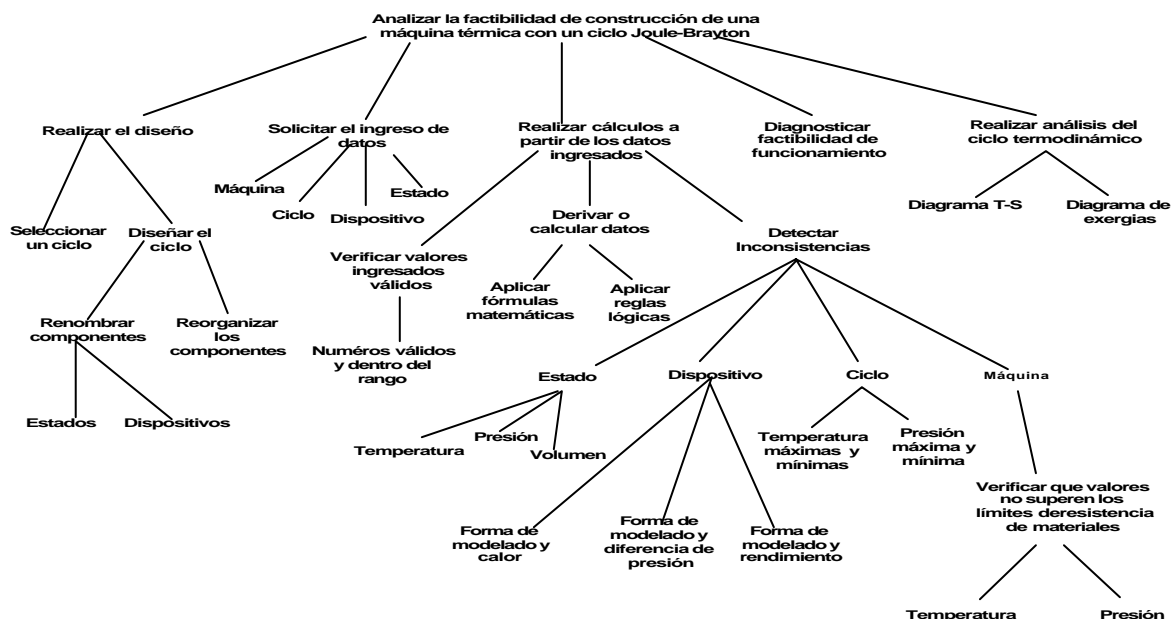 Analizar la factibilidad de construcción de una
máquina térmica con un ciclo Joule-Brayton
Realizar el diseño
Solicitar el ingreso de
datos
Realizar cálculos a
partir de los datos
ingresados
Diagnosticar
factibilidad de
funcionamiento
Realizar análisis del
ciclo termodinámico
Máquina
Ciclo
Dispositivo
Estado
Diagrama T-S
Diagrama de
exergias
Seleccionar
un ciclo
Diseñar el
ciclo
Verificar valores
ingresados
válidos
Derivar o
calcular datos
Detectar
Inconsistencias
Aplicar
fórmulas
matemáticas
Aplicar
reglas
lógicas
Renombrar
componentes
Reorganizar
los
componentes
Numéros válidos
y dentro del
rango
Estado
Dispositivo
Ciclo
Máquina
Estados
Dispositivos
Temperatura
Presión
Volumen
Temperatura
máximas y
mínimas
Presión
máxima y
mínima
Verificar que valores
no superen los
límites deresistencia
de materiales
Forma de
modelado y
calor
Forma de
modelado y
diferencia de
presión
Forma de
modelado y
rendimiento
Temperatura
Presión